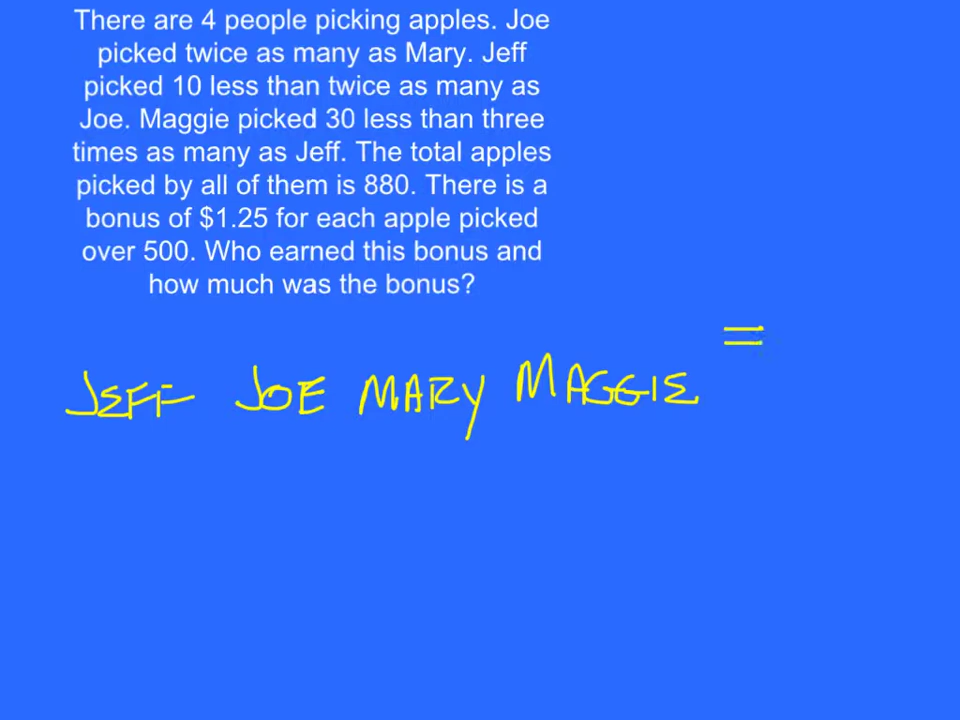 There are 4 people picking apples. Joe
picked twice as many as Mary. Jeff
picked 10 less than twice as many as
Joe. Maggie picked 30 less than three
times as many as Jeff. The total apples
picked by all of them is 880. There is a
bonus of $1.25 for each apple picked
over 500. Who earned this bonus and
how much was the bonus?
=
JEFF JOE MARY MAGGIE